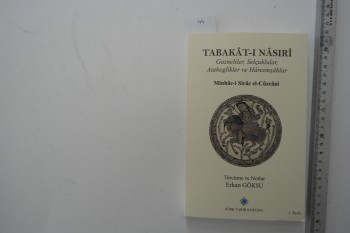 TABAKÂT-I NÂSIRÎ
Gazneliler, Selçuklular,
Atabeglikler ve Hârezmşâhlar
Minhâc-i Sirâc el-Cûzcânî
Tercüme ve Notlar
Erkan GÖKSU
TÜRK TARİH KURUMU